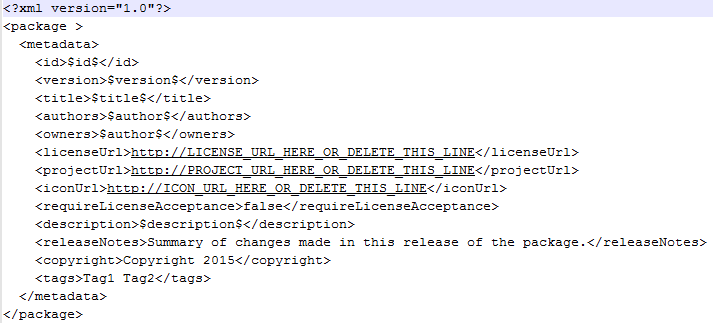 <?xml version="1.0"?>
<package >
  <metadata>
    <id>$id$</id>
    <version>$version$</version>
    <title>$title$</title>
    <authors>$author$</authors>
    <owners>$author$</owners>
    <licenseUrl>http://LICENSE_URL_HERE_OR_DELETE_THIS_LINE</licenseUrl>
    <projectUrl>http://PROJECT_URL_HERE_OR_DELETE_THIS_LINE</projectUrl>
    <iconUrl>http://ICON_URL_HERE_OR_DELETE_THIS_LINE</iconUrl>
    <requireLicenseAcceptance>false</requireLicenseAcceptance>
    <description>$description$</description>
    <releaseNotes>Summary of changes made in this release of the package.</releaseNotes>
    <copyright>Copyright 2015</copyright>
    <tags>Tag1 Tag2</tags>
  </metadata>
</package>